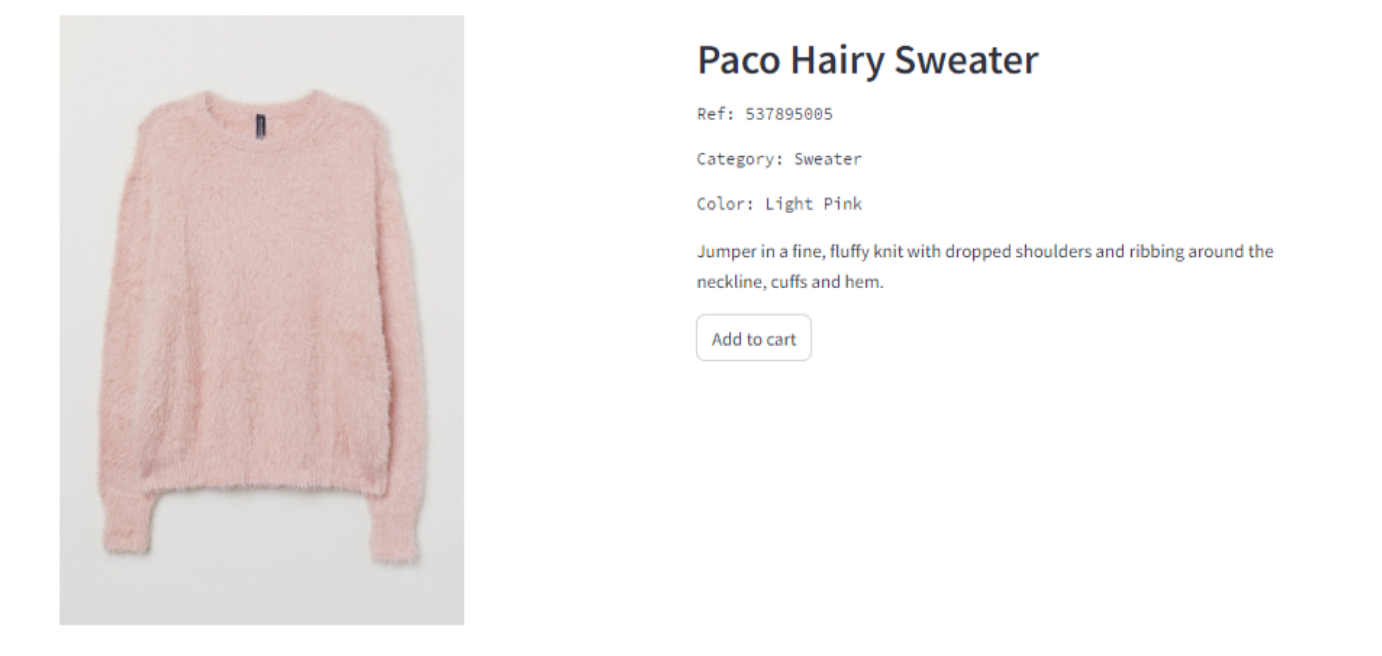 Paco Hairy Sweater
Ref: 537895005
Category: Sweater
Color: Light Pink
Jumper in a fine, fluffy knit with dropped shoulders and ribbing around the
neckline, cuffs and hem.
Add to cart